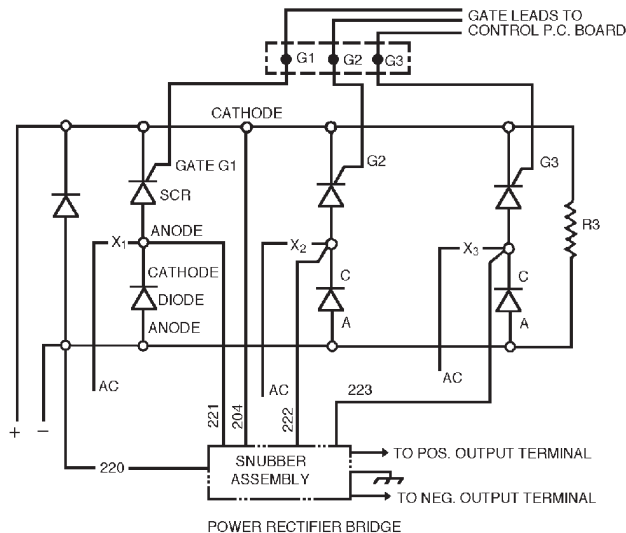 GATE LEADS TO
CONTROL P.C. BOARD
G1 G2 G3
CATHODE
GATE G1
G2
G3
SCR
R3
ANODE
X1
X2
X3
CATHODE
C
C
DIODE
ANODE
A
A
AC
AC
AC
+ −
221
204
222
223
220
SNUBBER
ASSEMBLY
TO POS. OUTPUT TERMINAL
TO NEG. OUTPUT TERMINAL
POWER RECTIFIER BRIDGE